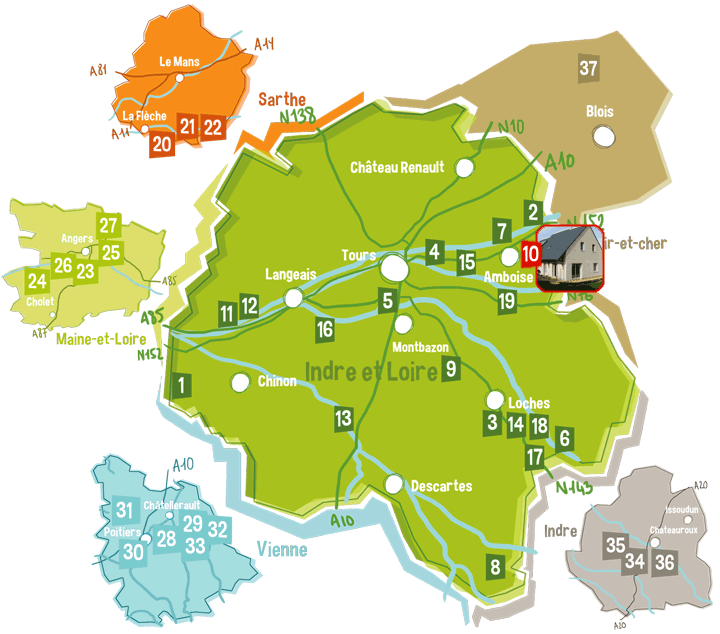 Le Mans
A14
A81
La Flèche
A11
20
21
22
Sarthe
N138
37
Blois
N10
A10
Château Renault
2
7
N152
ir-et-cher
10
Tours
4
15
Amboise
27
Angers
25
26
23
24
A85
Cholet
A87
Maine-et-Loire
Langeais
11
12
5
19
16
A85
N152
Montbazon
Indre et Loire
9
1
Chinon
Loches
13
3
14
18
6
17
N143
Descartes
A10
8
A10
31
Châtellerault
Poitiers
29
32
28
30
33
Vienne
Indre
A20
Issoudun
Chateauroux
35
34
36
A20